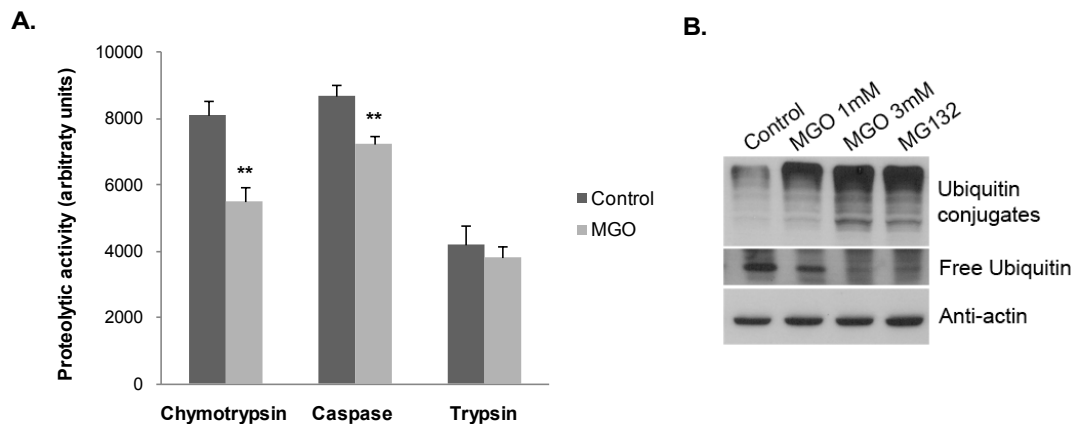 A.
Proteolytic activity (arbitraty units)
10000
8000
6000
4000
2000
0
**
**
Chymotrypsin Caspase Trypsin
Control
MGO
B.
Control MGO 1mM MGO 3mM MG132
Ubiquitin
conjugates
Free Ubiquitin
Anti-actin